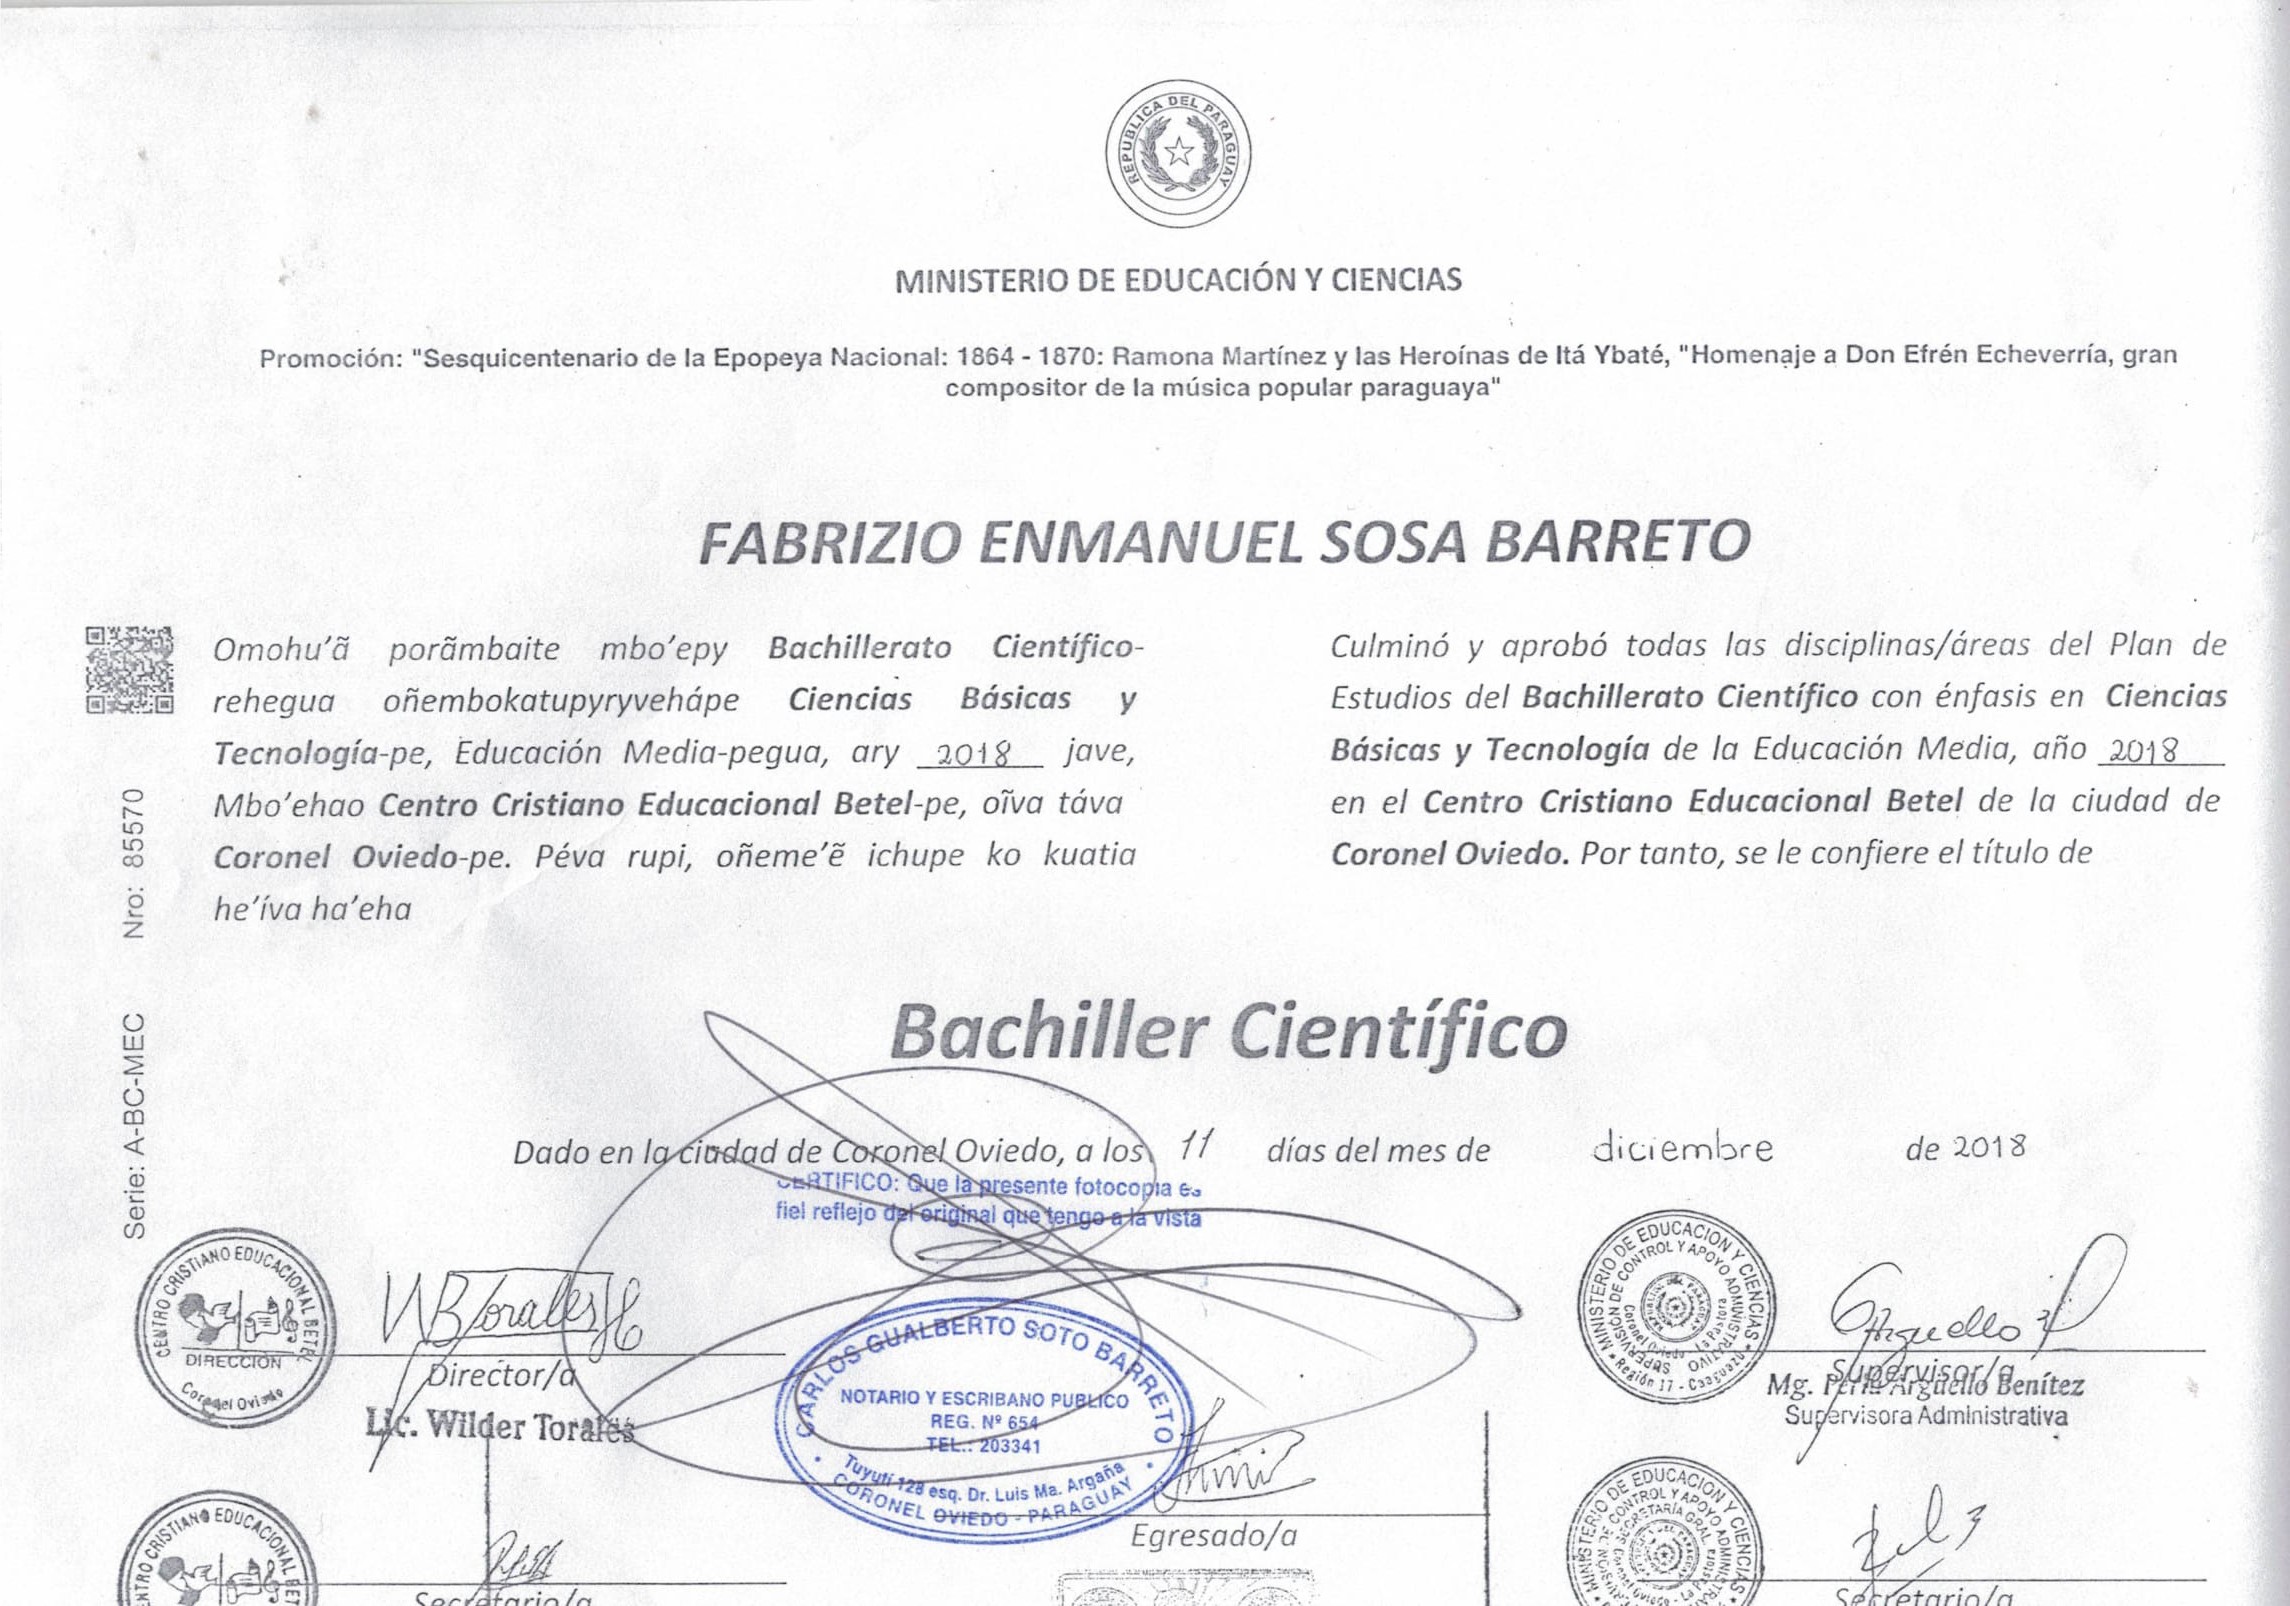 REPUBLICA DEL PARAGUAY
MINISTERIO DE EDUCACIÓN Y CIENCIAS
Promoción: "Sesquicentenario de la Epopeya Nacional: 1864 - 1870: Ramona Martínez y las Heroínas de Itá Ybaté, "Homenaje a Don Efrén Echeverría, gran
compositor de la música popular paraguaya"
FABRIZIO ENMANUEL SOSA BARRETO
Omohu'ã porãmbaite mbo'epy Bachillerato Científico-
rehegua oñembokatupyryvehápe Ciencias Básicas y
Tecnología-pe, Educación Media-pegua, ary 2018 jave,
Mbo'ehao Centro Cristiano Educacional Betel-pe, oĩva táva
Coronel Oviedo-pe. Péva rupi, oñeme'ẽ ichupe ko kuatia
he'íva ha'eha
Culminó y aprobó todas las disciplinas/áreas del Plan de
Estudios del Bachillerato Científico con énfasis en Ciencias
Básicas y Tecnología de la Educación Media, año 2018
en el Centro Cristiano Educacional Betel de la ciudad de
Coronel Oviedo. Por tanto, se le confiere el título de
Serie: A-BC-MEC Nro: 85570
Bachiller Científico
Dado en la ciudad de Coronel Oviedo, a los 11 días del mes de diciembre de 2018
CERTIFICO: Que la presente fotocopia es
fiel reflejo del original que tengo a la vista
CENTRO CRISTIANO EDUCACIONAL BETEL
DIRECCIÓN
Coronel Oviedo
WBTorales
Director/a
Lic. Wilder Torales
CARLOS GUALBERTO SOTO BARRETO
NOTARIO Y ESCRIBANO PUBLICO
REG. Nº 654
TEL.: 203341
Tuyutí 128 esq. Dr. Luis Ma. Argaña
CORONEL OVIEDO - PARAGUAY
MINISTERIO DE EDUCACION Y CIENCIAS
SUPERVISIÓN DE CONTROL Y APOYO ADMINISTRATIVO
Coronel Oviedo - La Pastora
Región 17 - Caaguazú
Arguello
Supervisor/a
Mg. Perla Argüello Benítez
Supervisora Administrativa
Egresado/a
CENTRO CRISTIANO EDUCACIONAL BETEL
Secretario/a
MINISTERIO DE EDUCACION Y CIENCIAS
SUPERVISIÓN DE CONTROL Y APOYO ADMINISTRATIVO
SECRETARÍA GRAL.
Secretario/a